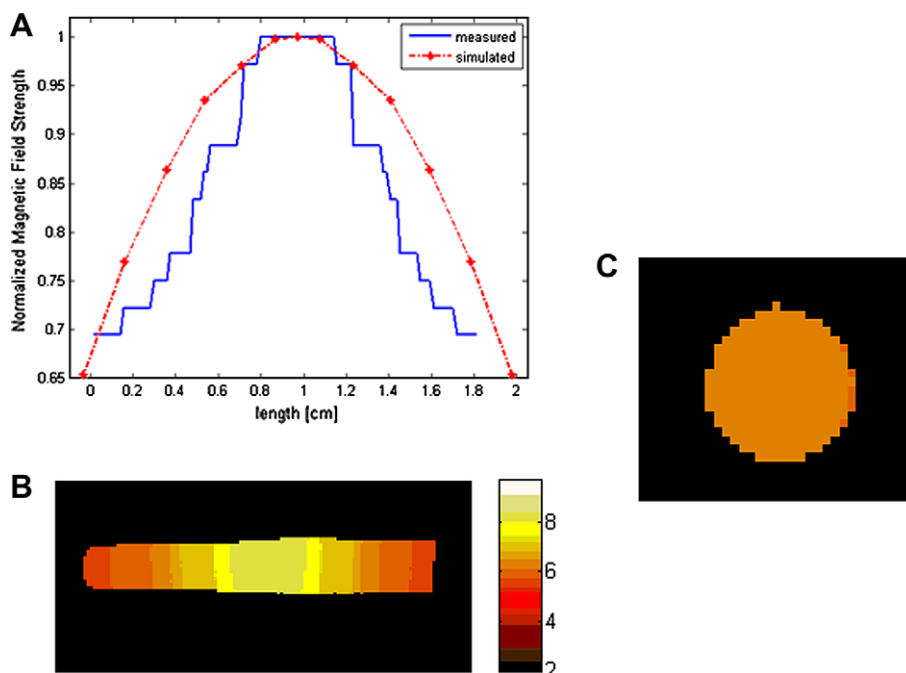 A
1
0.95
0.9
0.85
0.8
0.75
0.7
0.65
Normalized Magnetic Field Strength
measured
simulated
0 0.2 0.4 0.6 0.8 1 1.2 1.4 1.6 1.8 2
length [cm]
B
8
6
4
2
C